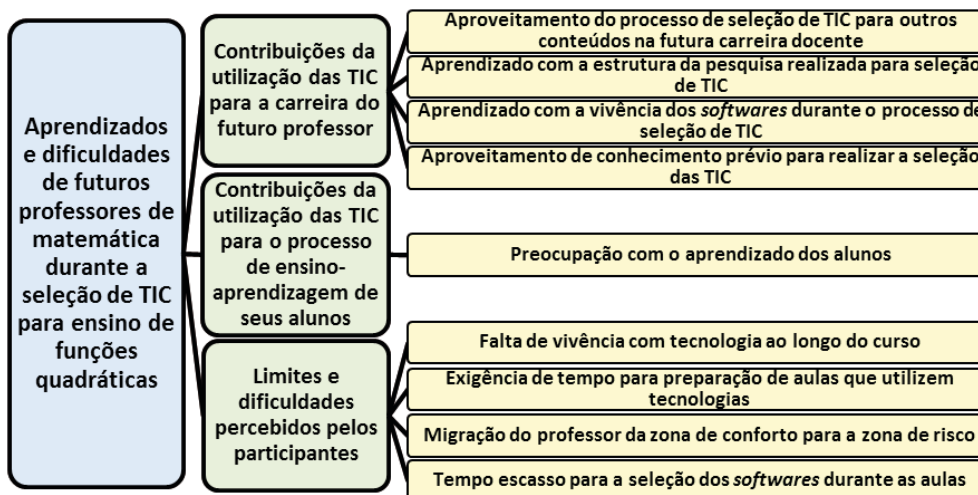 Aprendizados
e dificuldades
de futuros
professores de
matemática
durante a
seleção de TIC
para ensino de
funções
quadráticas
Contribuições da
utilização das TIC
para a carreira do
futuro professor
Aproveitamento do processo de seleção de TIC para outros
conteúdos na futura carreira docente
Aprendizado com a estrutura da pesquisa realizada para seleção
de TIC
Aprendizado com a vivência dos softwares durante o processo de
seleção de TIC
Aproveitamento de conhecimento prévio para realizar a seleção
das TIC
Contribuições da
utilização das TIC
para o processo
de ensino-
aprendizagem de
seus alunos
Preocupação com o aprendizado dos alunos
Limites e
dificuldades
percebidos pelos
participantes
Falta de vivência com tecnologia ao longo do curso
Exigência de tempo para preparação de aulas que utilizem
tecnologias
Migração do professor da zona de conforto para a zona de risco
Tempo escasso para a seleção dos softwares durante as aulas